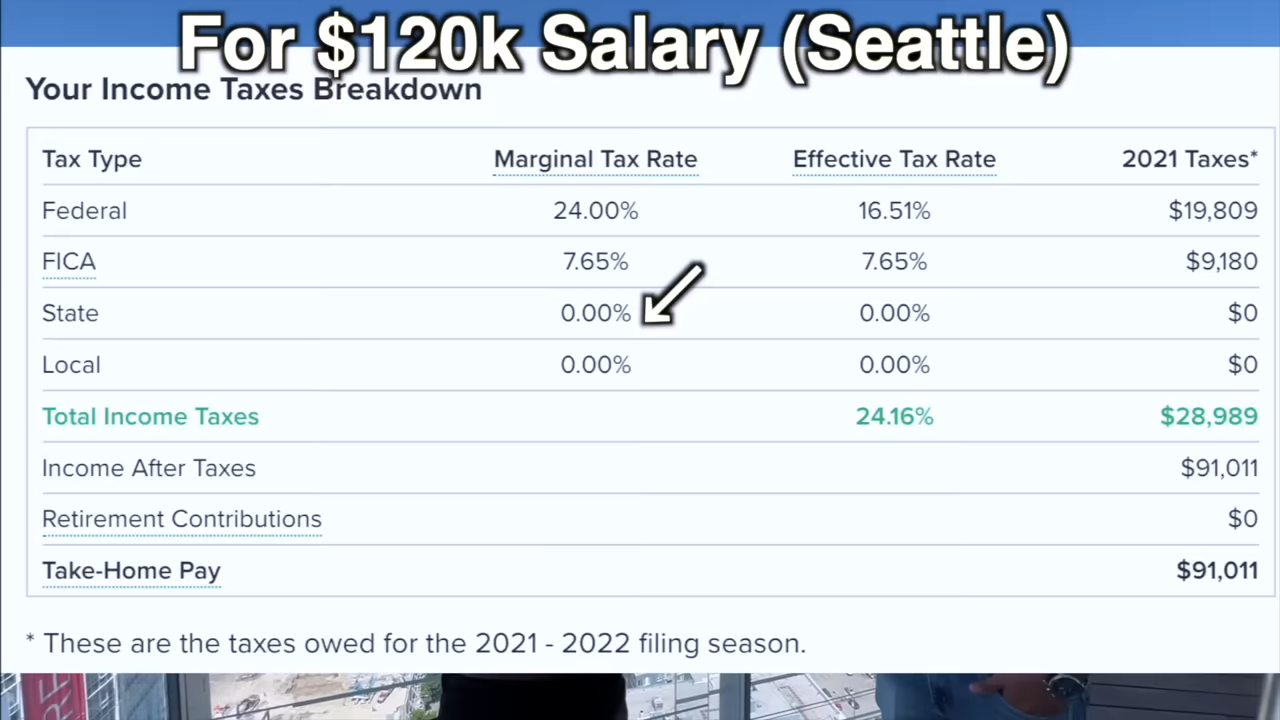 For $120k Salary (Seattle)
Your Income Taxes Breakdown
Tax Type Marginal Tax Rate Effective Tax Rate 2021 Taxes*
Federal 24.00% 16.51% $19,809
FICA 7.65% 7.65% $9,180
State 0.00% 0.00% $0
Local 0.00% 0.00% $0
Total Income Taxes 24.16% $28,989
Income After Taxes $91,011
Retirement Contributions $0
Take-Home Pay $91,011
* These are the taxes owed for the 2021 - 2022 filing season.